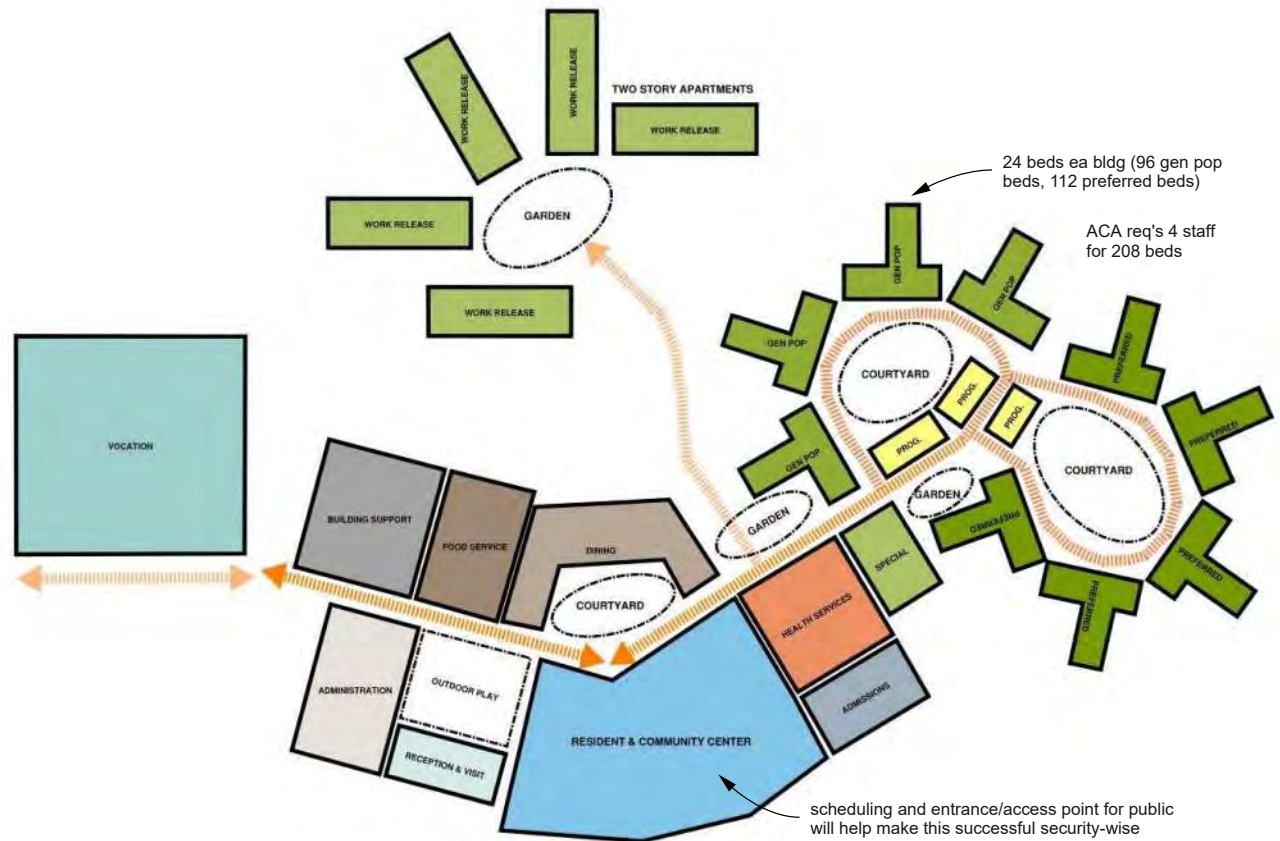 WORK RELEASE
WORK RELEASE
TWO STORY APARTMENTS
WORK RELEASE
WORK RELEASE
GARDEN
WORK RELEASE
24 beds ea bldg (96 gen pop
beds, 112 preferred beds)
ACA req's 4 staff
for 208 beds
GEN POP
GEN POP
GEN POP
GEN POP
COURTYARD
PROG.
PROG.
PROG.
PREFERRED
PREFERRED
PREFERRED
PREFERRED
PREFERRED
COURTYARD
GARDEN
GARDEN
VOCATION
BUILDING SUPPORT
FOOD SERVICE
DINING
COURTYARD
SPECIAL
HEALTH SERVICES
ADMISSIONS
ADMINISTRATION
OUTDOOR PLAY
RECEPTION & VISIT
RESIDENT & COMMUNITY CENTER
scheduling and entrance/access point for public
will help make this successful security-wise